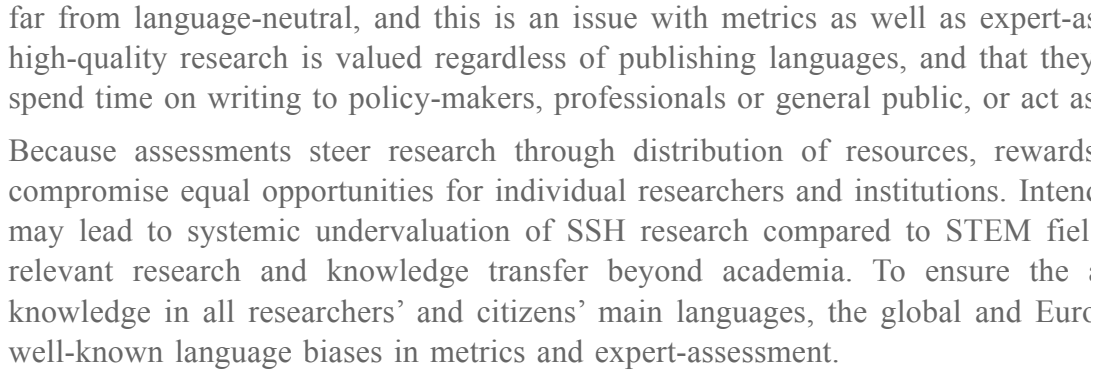 far from language-neutral, and this is an issue with metrics as well as
high-quality research is valued regardless of publishing languages, and that they
spend time on writing to policy-makers, professionals or general public, or act as
Because assessments steer research through distribution of resources, rewards
compromise equal opportunities for individual researchers and institutions.
may lead to systemic undervaluation of SSH research compared to STEM
relevant research and knowledge transfer beyond academia. To ensure the
knowledge in all researchers’ and citizens’ main languages, the global and
well-known language biases in metrics and expert-assessment.